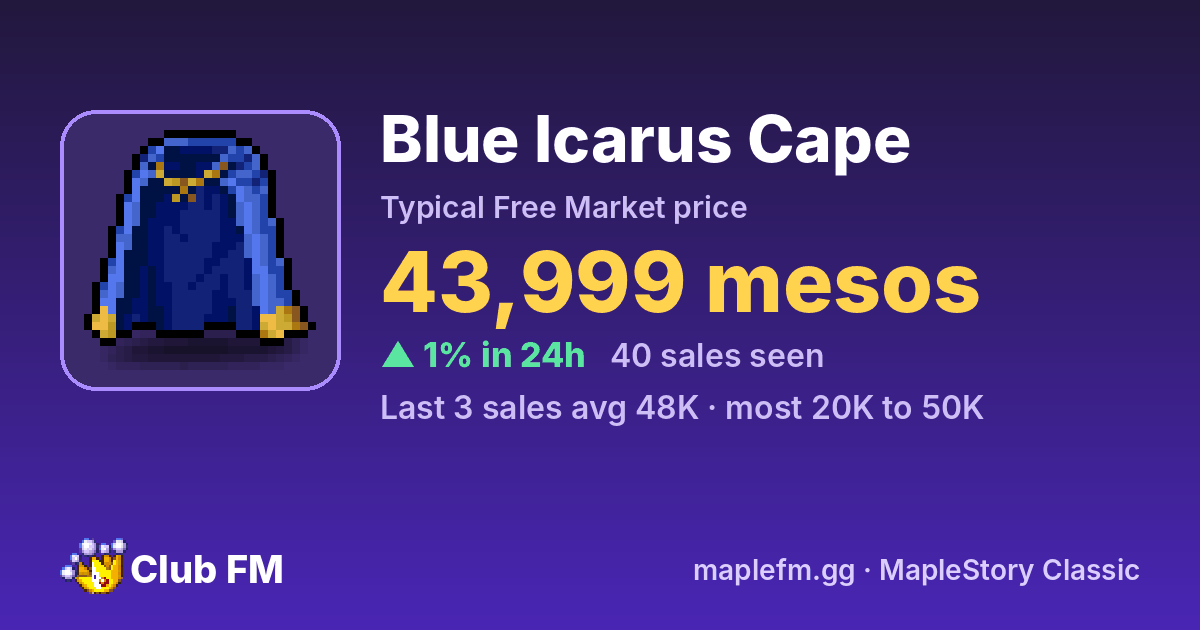 Blue Icarus Cape
Typical Free Market price
43,999 mesos
▲ 1% in 24h 40 sales seen
Last 3 sales avg 48K · most 20K to 50K
Club FM
maplefm.gg · MapleStory Classic